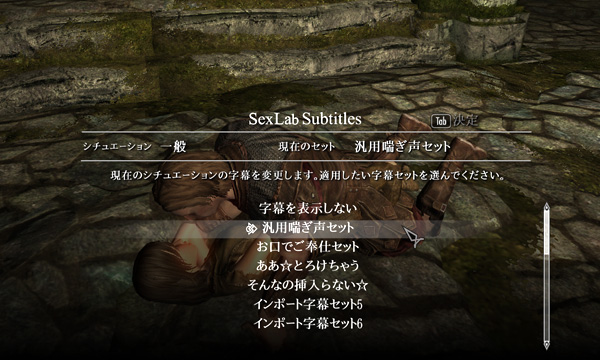 SexLab Subtitles
Tab 決定
シチュエーション 一般 現在のセット 汎用喘ぎ声セット
現在のシチュエーションの字幕を変更します。適用したい字幕セットを選んでください。
字幕を表示しない
汎用喘ぎ声セット
お口でご奉仕セット
ああ☆とろけちゃう
そんなの挿入らない☆
インポート字幕セット5
インポート字幕セット6